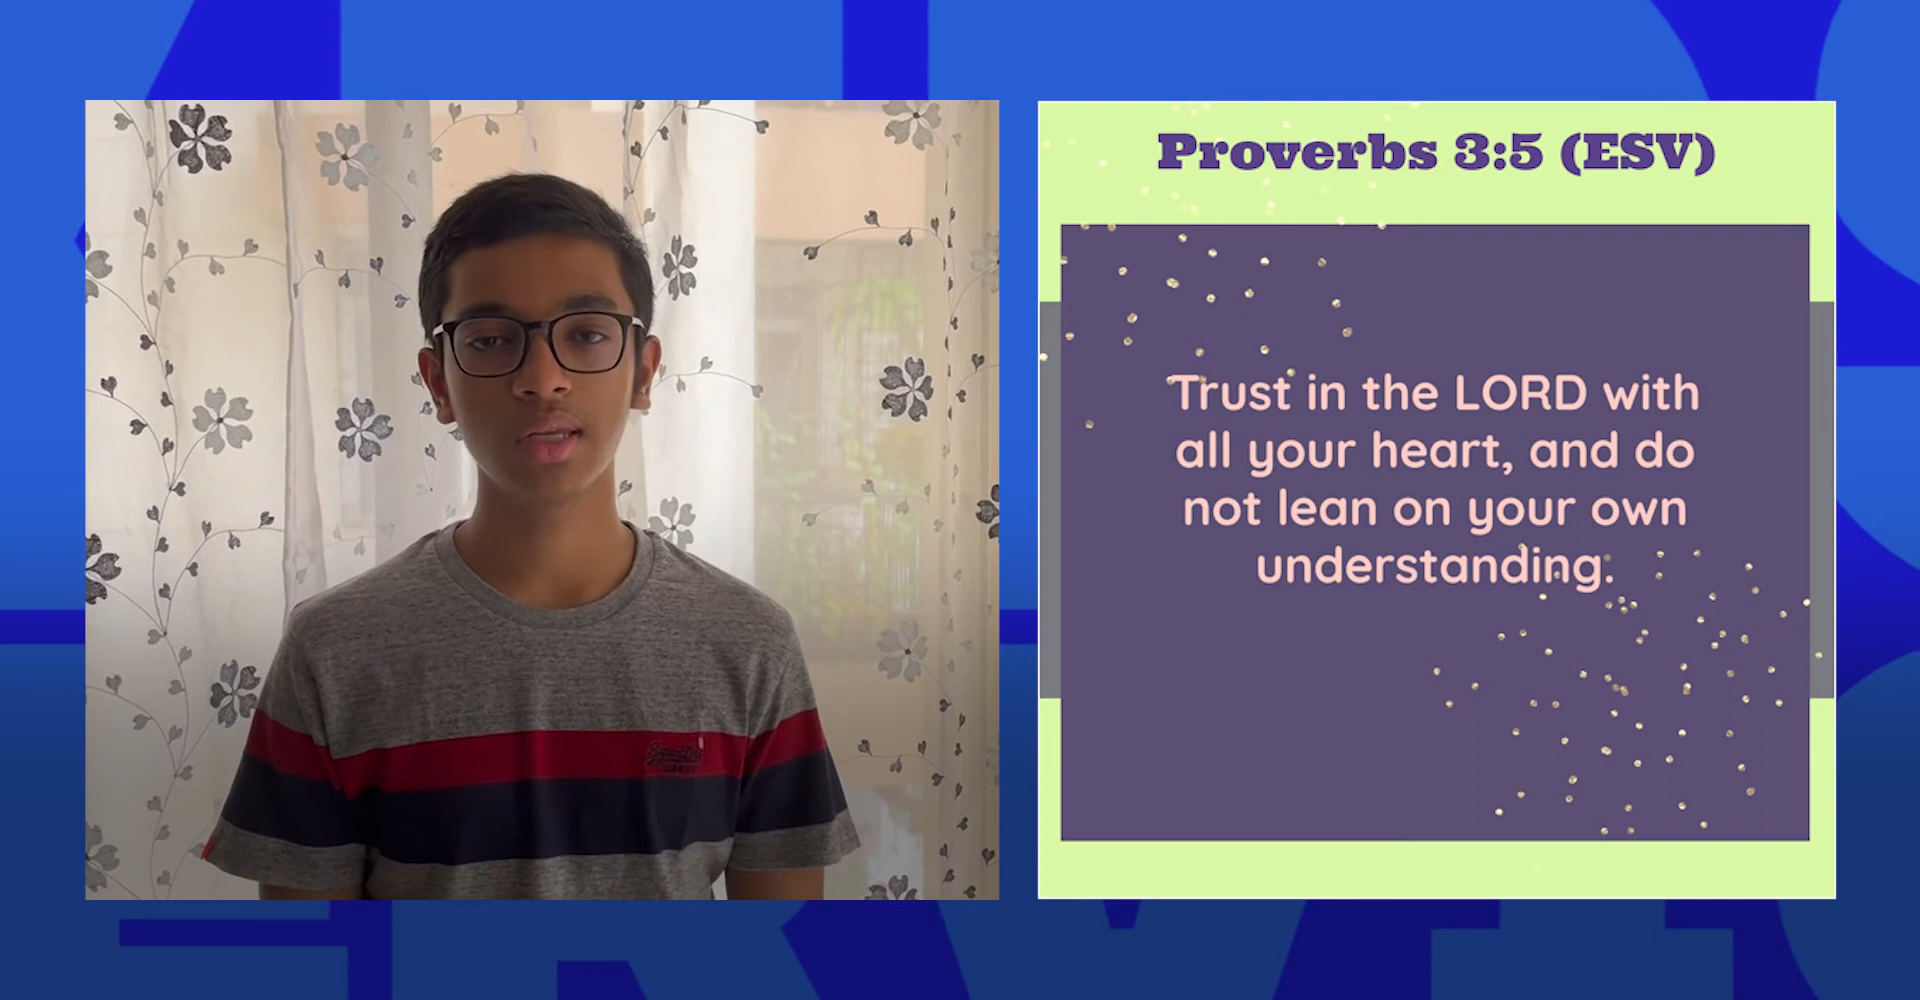 Proverbs 3:5 (ESV)
Trust in the LORD with
all your heart, and do
not lean on your own
understanding.